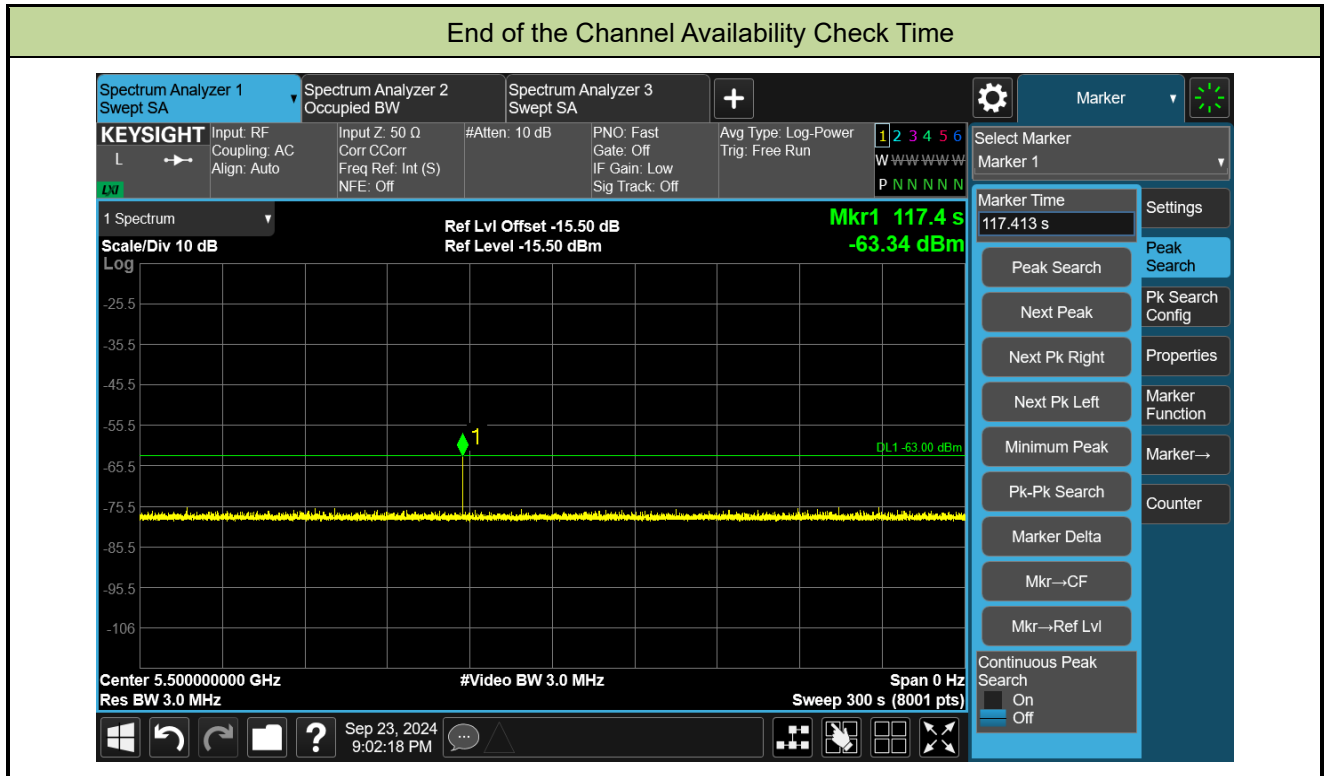 End of the Channel Availability Check Time
Spectrum Analyzer 1
Swept SA
Spectrum Analyzer 2
Occupied BW
Spectrum Analyzer 3
Swept SA
Marker
KEYSIGHT
L
LXI
Input: RF
Coupling: AC
Align: Auto
Input Z: 50 Ω
Corr CCorr
Freq Ref: Int (S)
NFE: Off
#Atten: 10 dB
PNO: Fast
Gate: Off
IF Gain: Low
Sig Track: Off
Avg Type: Log-Power
Trig: Free Run
1 2 3 4 5 6
W W W W W W
P N N N N N
Select Marker
Marker 1
1 Spectrum
Scale/Div 10 dB
Log
Ref Lvl Offset -15.50 dB
Ref Level -15.50 dBm
Mkr1 117.4 s
-63.34 dBm
-25.5
-35.5
-45.5
-55.5
-65.5
-75.5
-85.5
-95.5
-106
1
DL1 -63.00 dBm
Center 5.500000000 GHz
Res BW 3.0 MHz
#Video BW 3.0 MHz
Span 0 Hz
Sweep 300 s (8001 pts)
Marker Time
117.413 s
Peak Search
Next Peak
Next Pk Right
Next Pk Left
Minimum Peak
Pk-Pk Search
Marker Delta
Mkr→CF
Mkr→Ref Lvl
Continuous Peak
Search
On
Off
Settings
Peak
Search
Pk Search
Config
Properties
Marker
Function
Marker→
Counter
?
Sep 23, 2024
9:02:18 PM